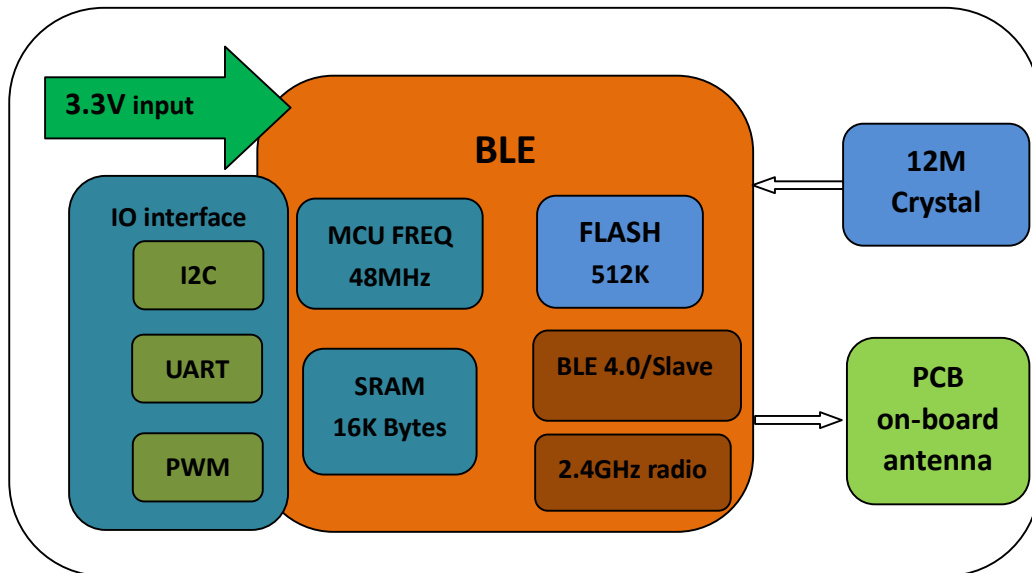 3.3V input
BLE
IO interface
I2C
UART
PWM
MCU FREQ
48MHz
FLASH
512K
SRAM
16K Bytes
BLE 4.0/Slave
2.4GHz radio
12M
Crystal
PCB
on-board
antenna